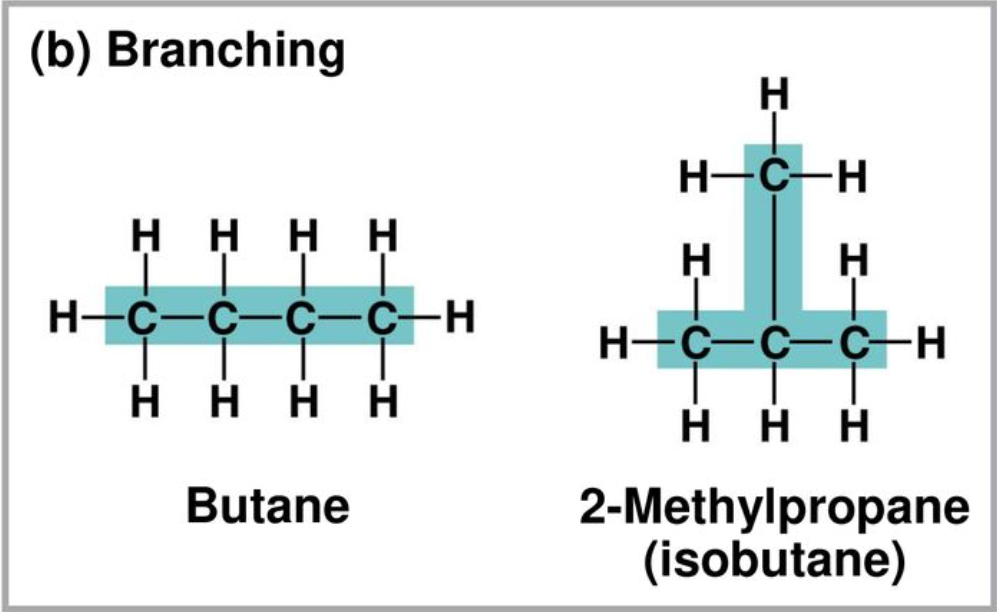 (b) Branching
H
H—C—H
H H H H
H H
H—C—C—C—C—H
H—C—C—C—H
H H H H
H H H
Butane
2-Methylpropane
(isobutane)